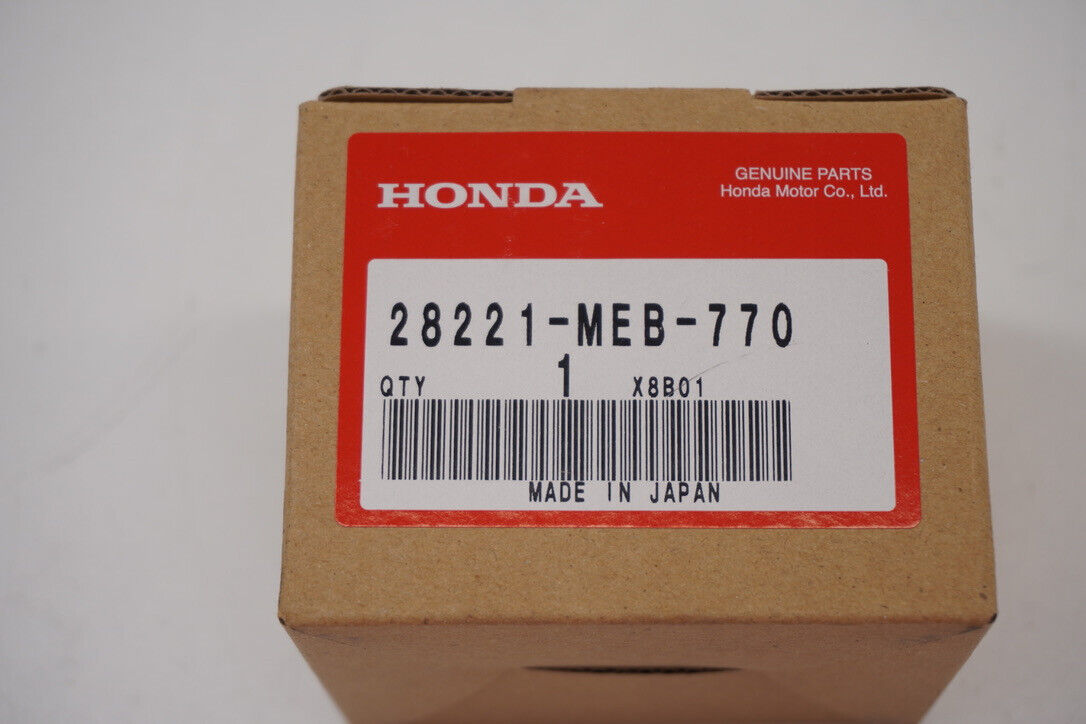 HONDA
GENUINE PARTS
Honda Motor Co., Ltd.
28221-MEB-770
QTY 1 X8B01
MADE IN JAPAN